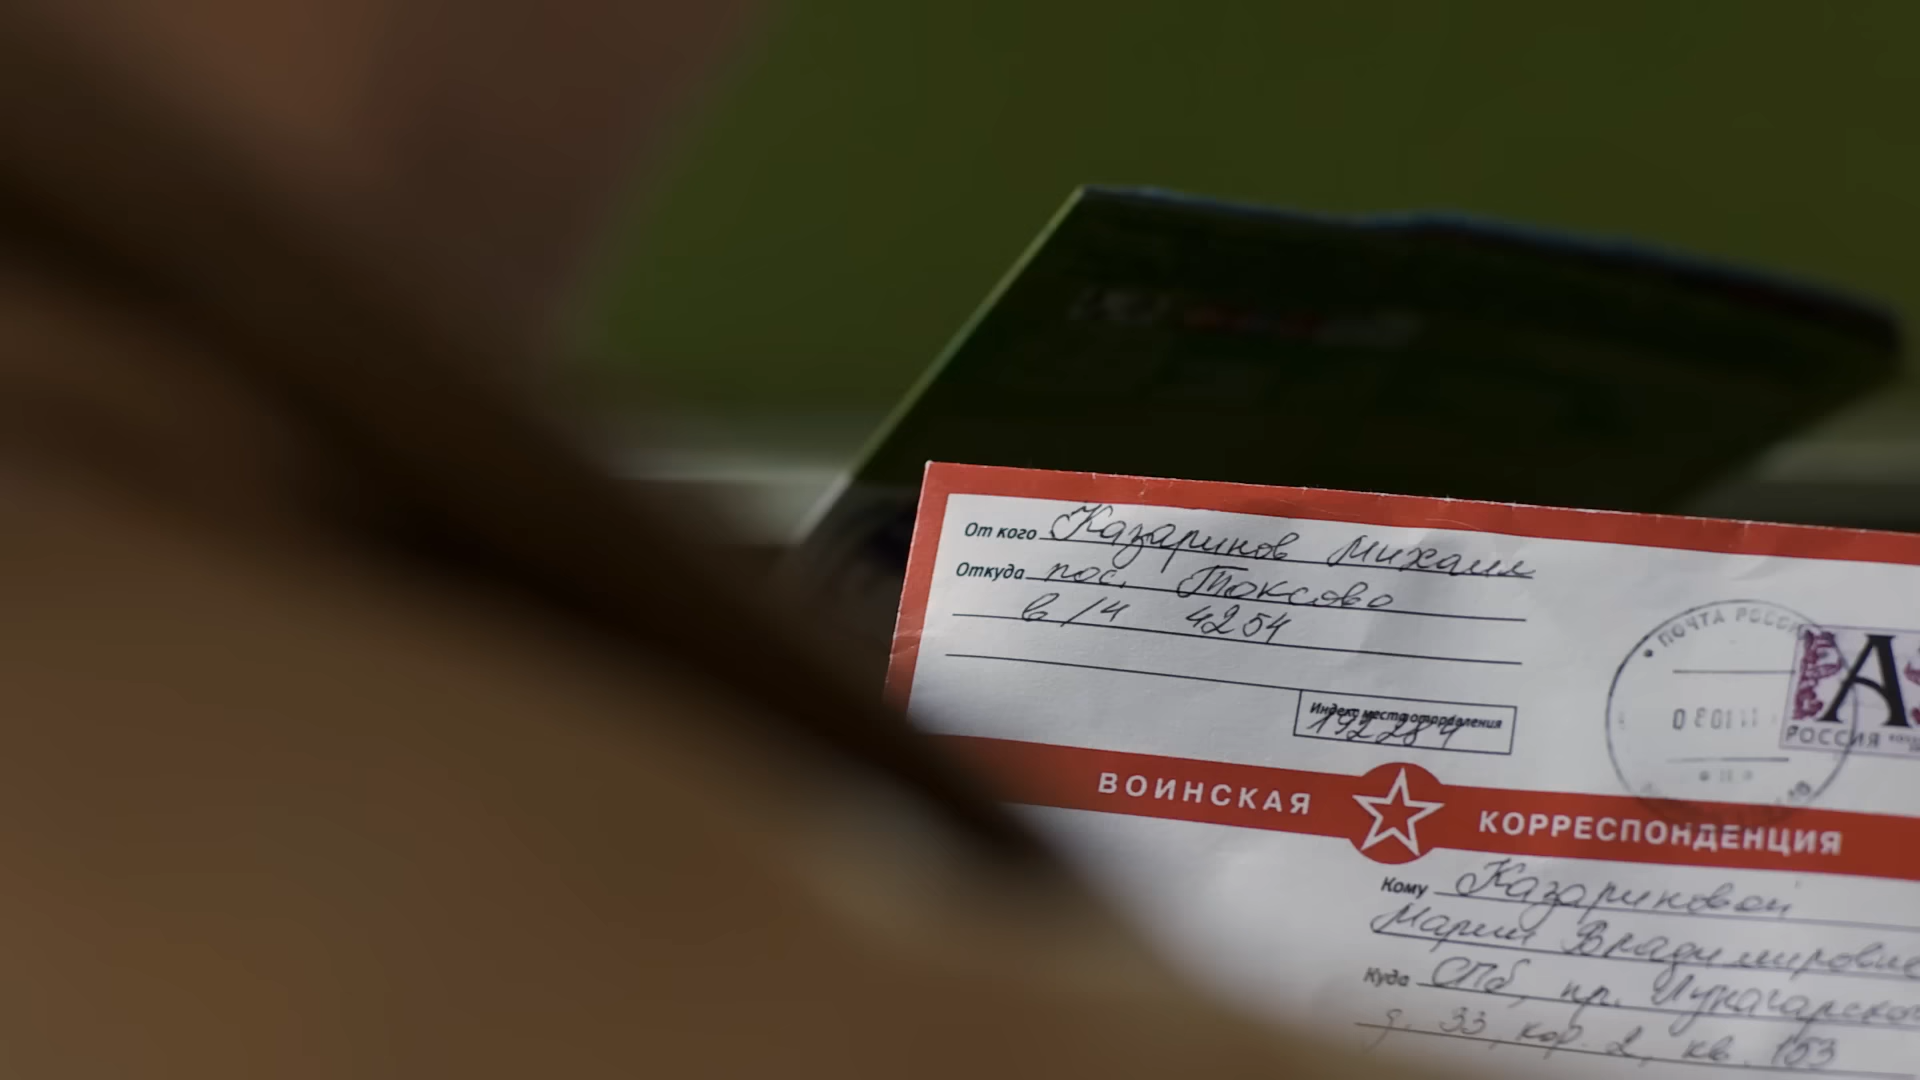 От кого Казаринов Михаил
Откуда пос. Токсово
в/ч 4254
Индекс места отправления
192284
ПОЧТА РОССИИ
А
РОССИЯ
ВОИНСКАЯ КОРРЕСПОНДЕНЦИЯ
Кому Казариновой
Марии Владимировне
Куда СПб, пр. Луначарского
д. 33, кор. 2, кв. 153